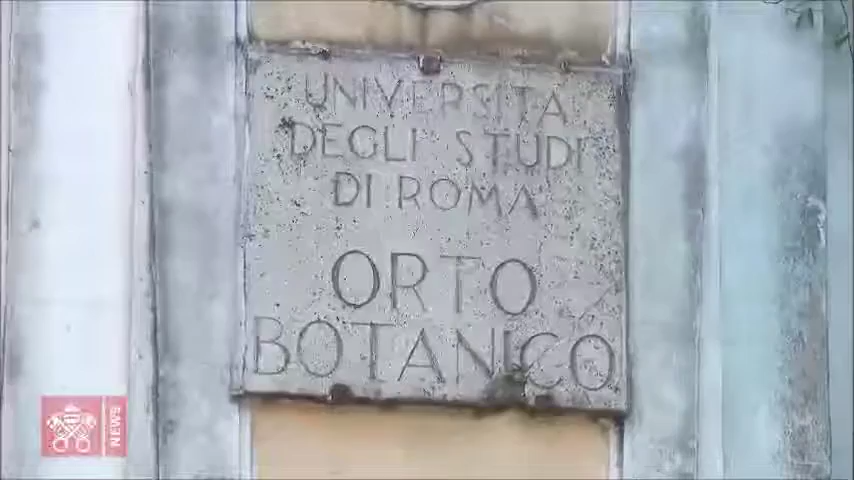 UNIVERSITA
DEGLI STUDI
DI ROMA
ORTO
BOTANICO
NEWS